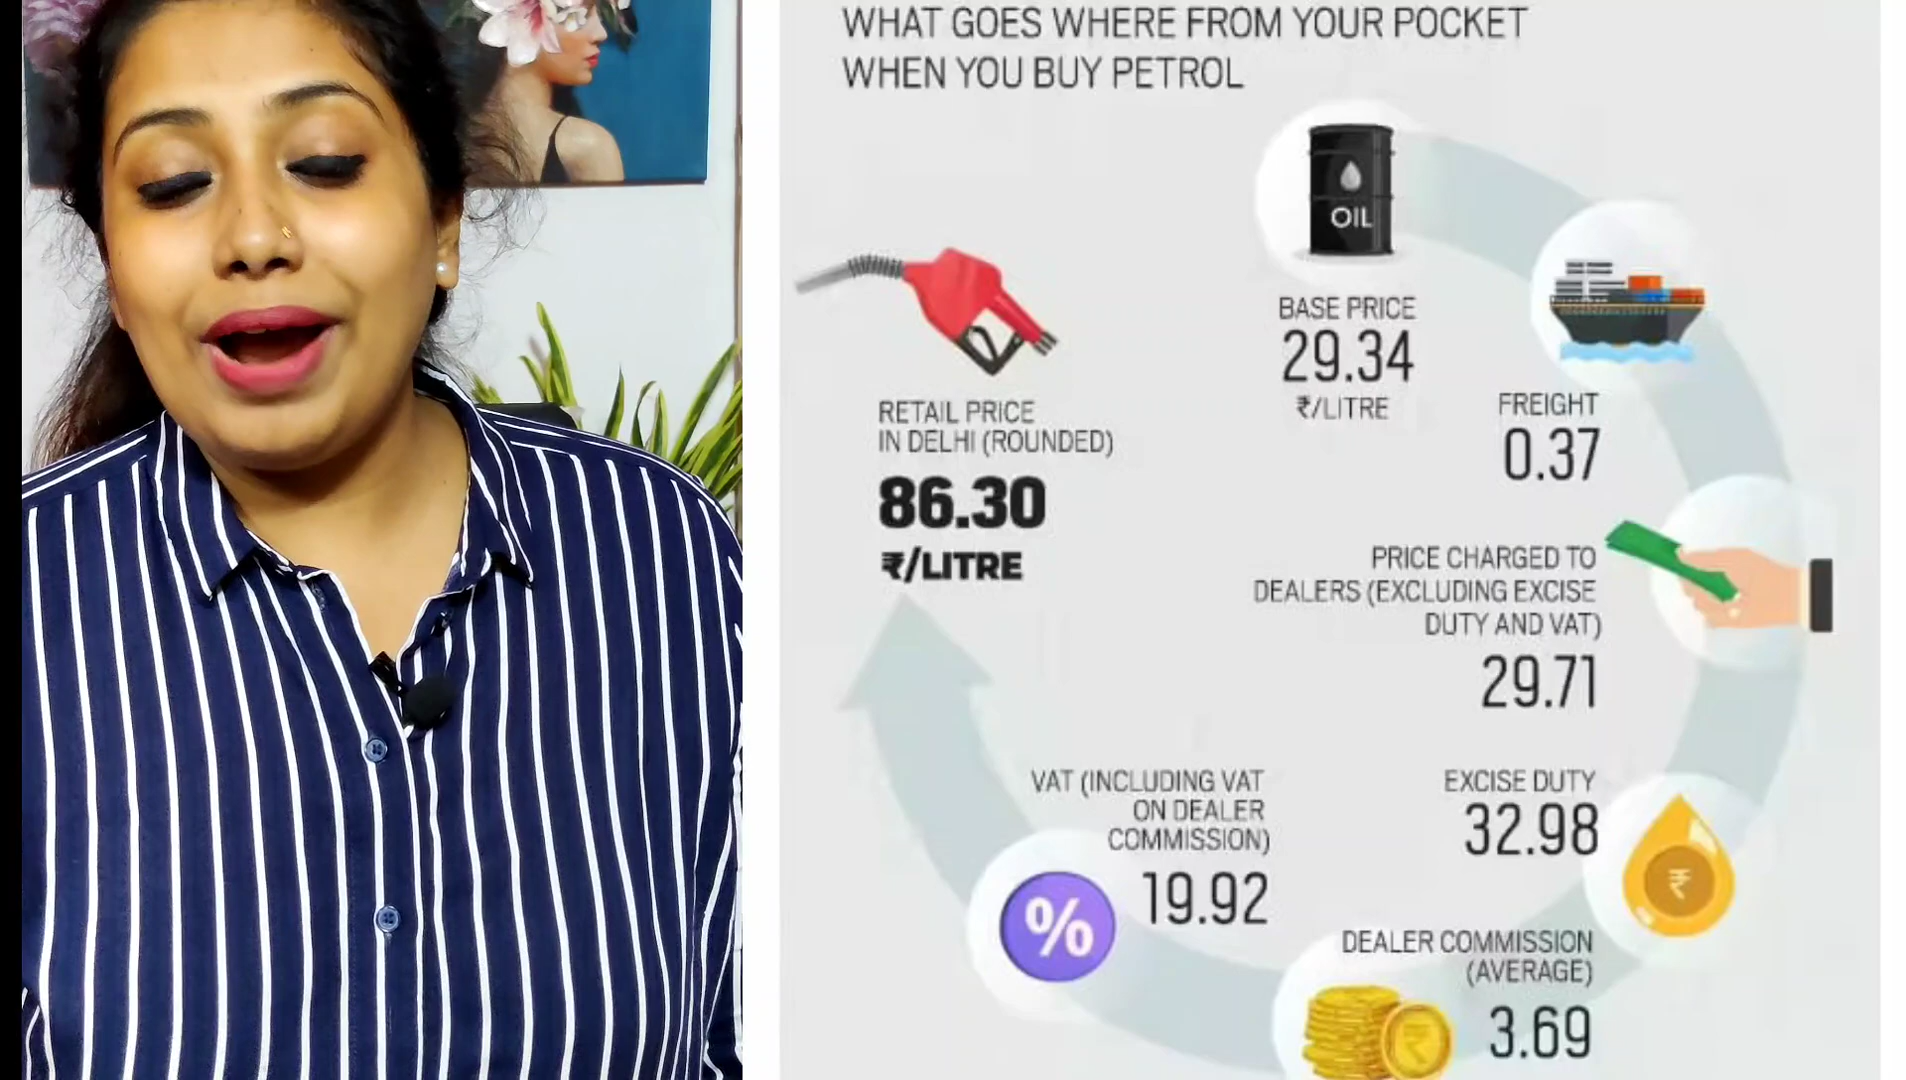 WHAT GOES WHERE FROM YOUR POCKET
WHEN YOU BUY PETROL
OIL
BASE PRICE
29.34
₹/LITRE
FREIGHT
0.37
PRICE CHARGED TO
DEALERS (EXCLUDING EXCISE
DUTY AND VAT)
29.71
EXCISE DUTY
32.98
₹
DEALER COMMISSION
(AVERAGE)
3.69
₹
VAT (INCLUDING VAT
ON DEALER
COMMISSION)
19.92
%
RETAIL PRICE
IN DELHI (ROUNDED)
86.30
₹/LITRE